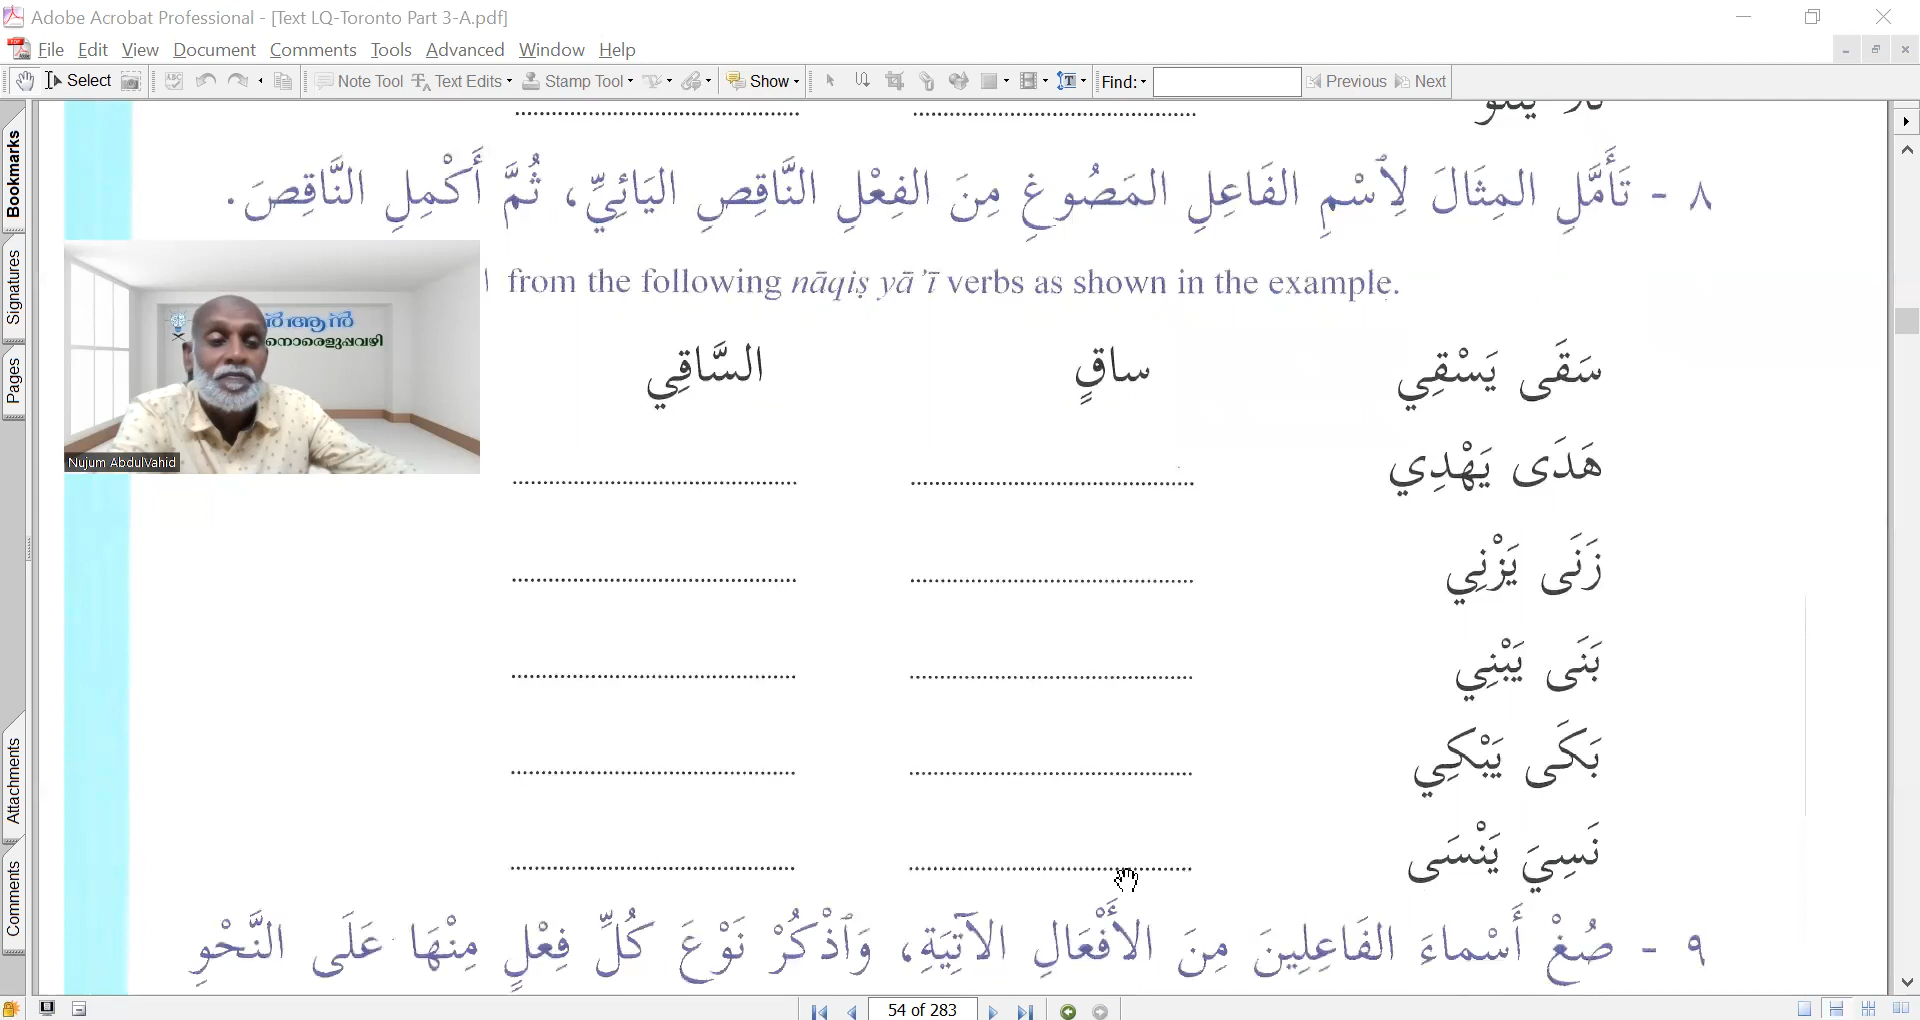 Adobe Acrobat Professional - [Text LQ-Toronto Part 3-A.pdf]
File Edit View Document Comments Tools Advanced Window Help
Select Note Tool Text Edits Stamp Tool Show Find: Previous Next
Bookmarks
Signatures
Pages
Attachments
Comments
٨ - تَأَمَّلِ المِثَالَ لِٱسْمِ الفَاعِلِ المَصُوغِ مِنَ الفِعْلِ النَّاقِصِ اليَائِيِّ، ثُمَّ أَكْمِلِ النَّاقِصَ.
from the following nāqiṣ yā'ī verbs as shown in the example.
سَقَى يَسْقِي ساقٍ السَّاقِي
هَدَى يَهْدِي ........ ........
زَنَى يَزْنِي ........ ........
بَنَى يَبْنِي ........ ........
بَكَى يَبْكِي ........ ........
نَسِيَ يَنْسَى ........ ........
٩ - صُغْ أَسْماءَ الفَاعِلِينَ مِنَ الأَفْعَالِ الآتِيَةِ، وَٱذْكُرْ نَوْعَ كُلِّ فِعْلٍ مِنْهَا عَلَى النَّحْوِ
Nujum AbdulVahid
54 of 283